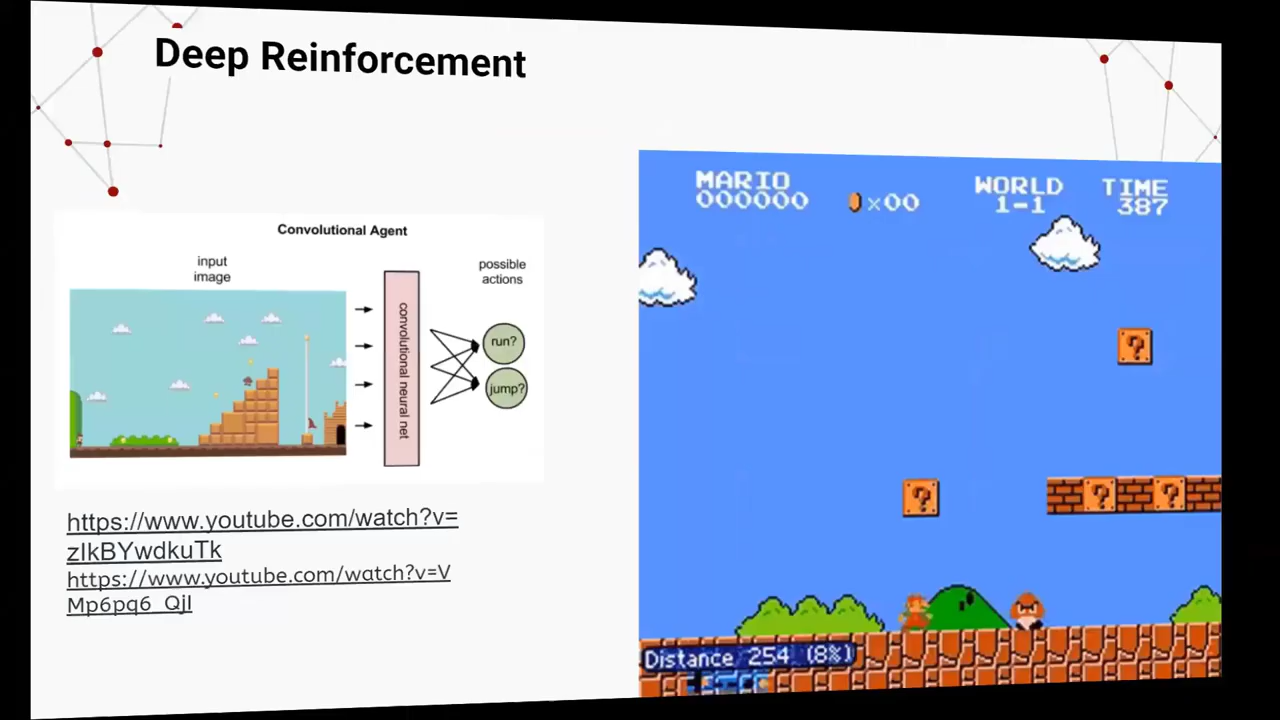 Deep Reinforcement
Convolutional Agent
input
image
possible
actions
convolutional neural net
run?
jump?
https://www.youtube.com/watch?v=
zIkBYwdkuTk
https://www.youtube.com/watch?v=V
Mp6pq6_QjI
MARIO
000000
×00
WORLD
1-1
TIME
387
?
?
? ?
Distance 254 (8%)